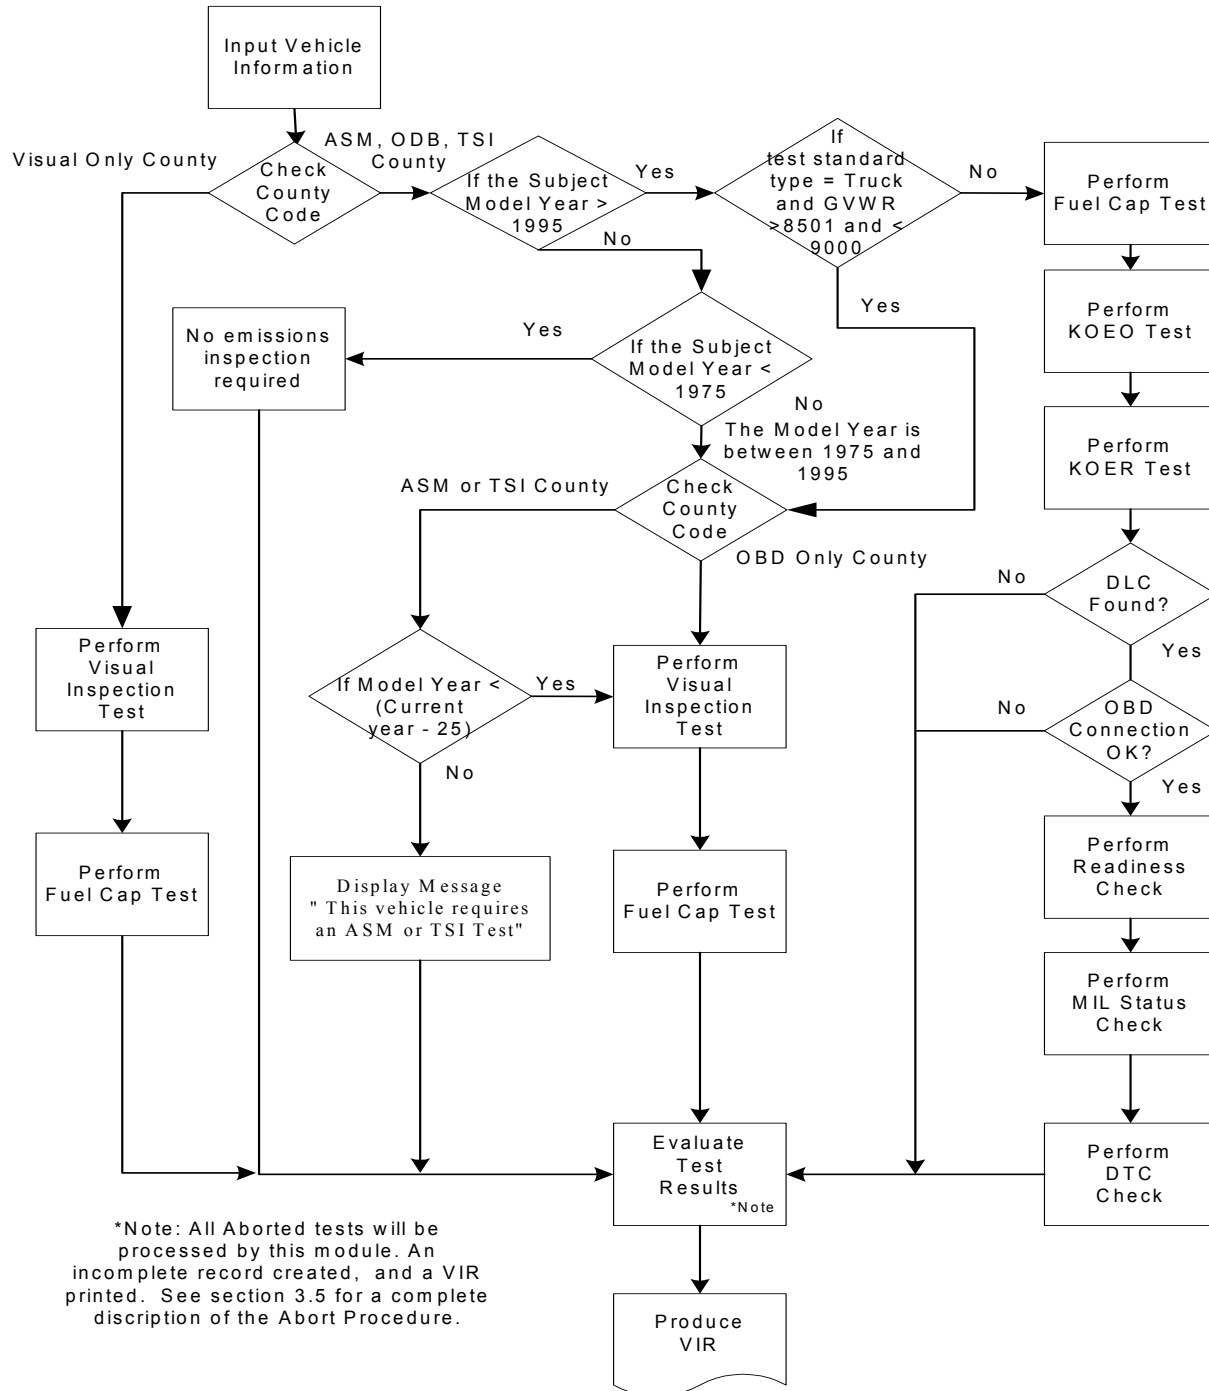 Input Vehicle
Information
Visual Only County
ASM, ODB, TSI
County
Check
County
Code
If the Subject
Model Year >
1995
Yes
No
If
test standard
type = Truck
and GVWR
>8501 and <
9000
No
Yes
Perform
Fuel Cap Test
Perform
KOEO Test
Perform
KOER Test
No emissions
inspection
required
Yes
If the Subject
Model Year <
1975
No
The Model Year is
between 1975 and
1995
ASM or TSI County
Check
County
Code
OBD Only County
No
DLC
Found?
Yes
No
OBD
Connection
OK?
Yes
Perform
Visual
Inspection
Test
If Model Year <
(Current
year - 25)
Yes
No
Perform
Visual
Inspection
Test
Perform
Fuel Cap Test
Display Message
" This vehicle requires
an ASM or TSI Test"
Perform
Fuel Cap Test
Perform
Readiness
Check
Perform
MIL Status
Check
Perform
DTC
Check
Evaluate
Test
Results
*Note
*Note: All Aborted tests will be
processed by this module. An
incomplete record created, and a VIR
printed. See section 3.5 for a complete
discription of the Abort Procedure.
Produce
VIR